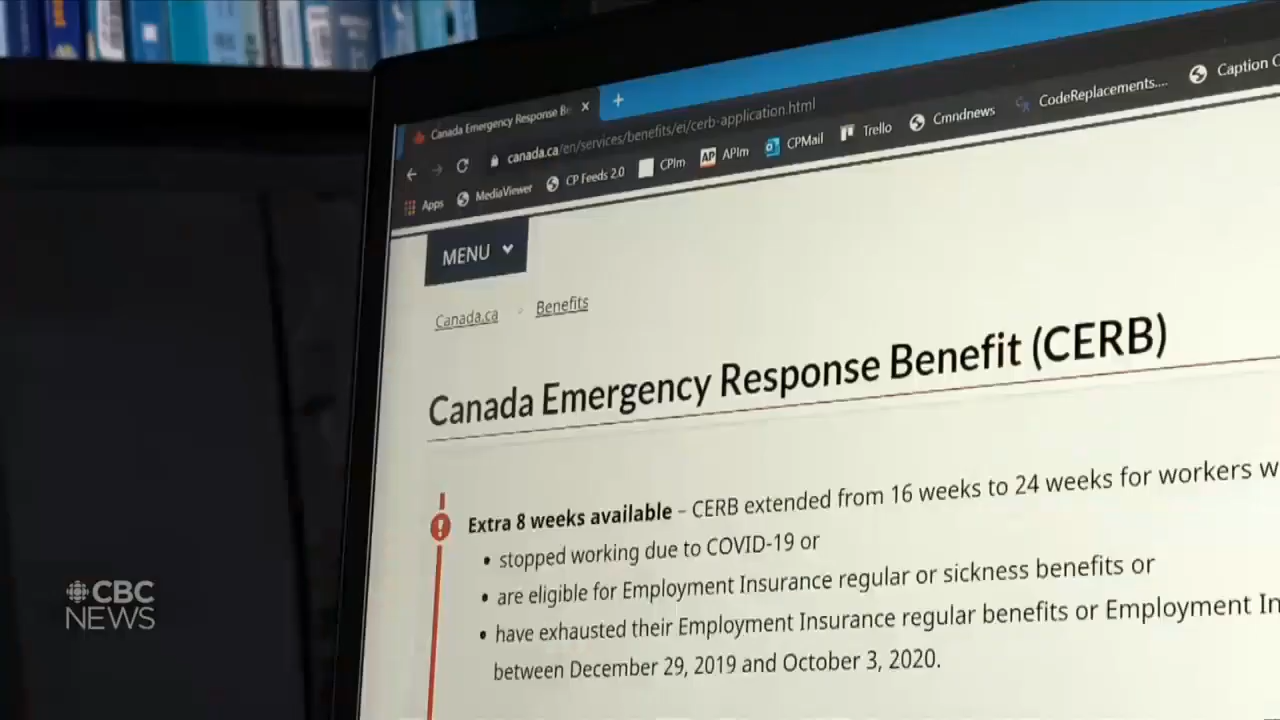 Canada Emergency Response Be
canada.ca/en/services/benefits/ei/cerb-application.html
Apps MediaViewer CP Feeds 2.0 CPIm AP APIm CPMail Trello Cmndnews CodeReplacements.... Caption C
MENU
Canada.ca Benefits
Canada Emergency Response Benefit (CERB)
Extra 8 weeks available – CERB extended from 16 weeks to 24 weeks for workers w
• stopped working due to COVID-19 or
• are eligible for Employment Insurance regular or sickness benefits or
• have exhausted their Employment Insurance regular benefits or Employment In
between December 29, 2019 and October 3, 2020.
CBC
NEWS